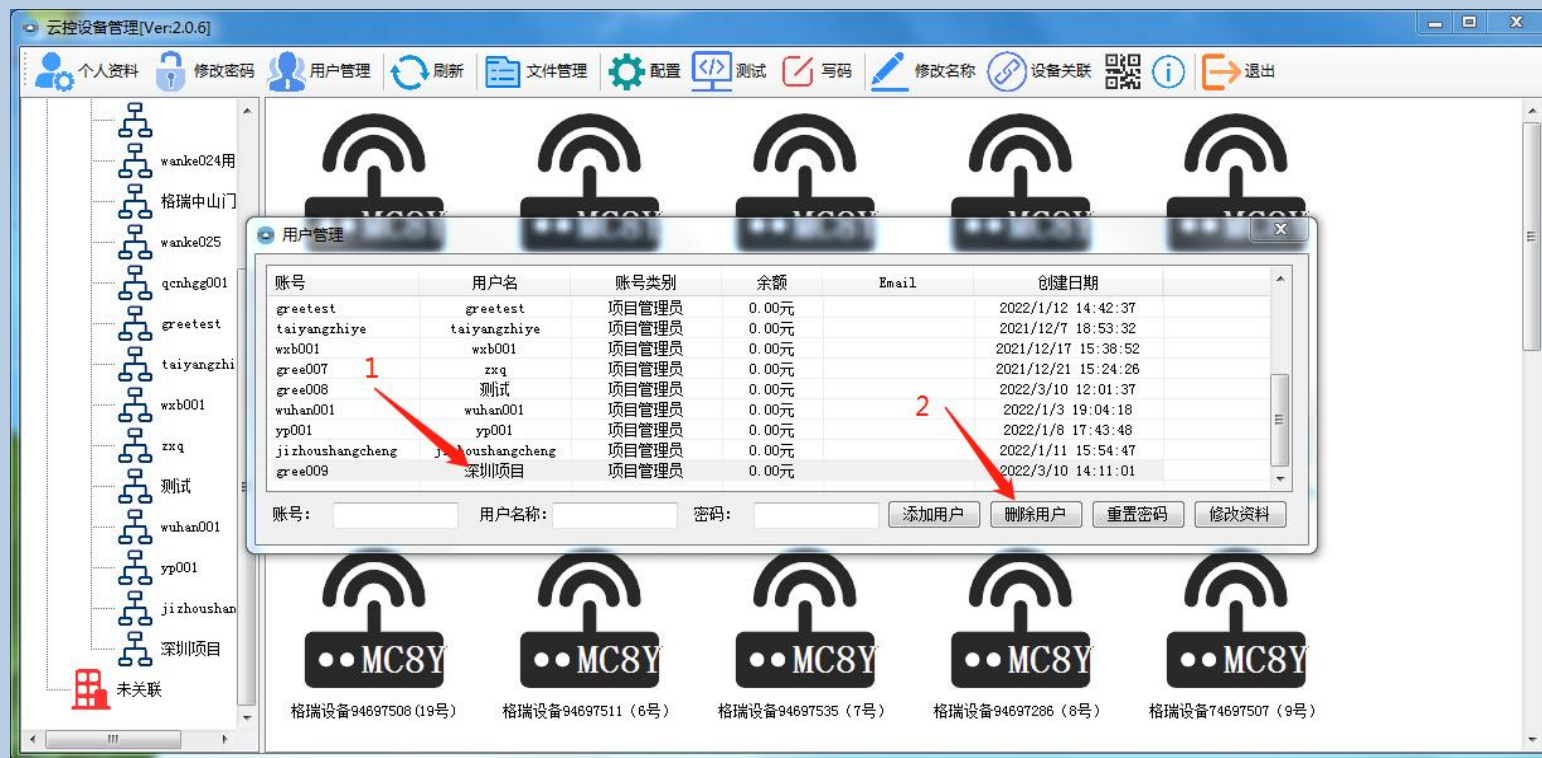 云控设备管理[Ver:2.0.6]
个人资料 修改密码 用户管理 刷新 文件管理 配置 测试 写码 修改名称 设备关联 退出
wanke024用
格瑞中山门
wanke025
qcnhgg001
greetest
taiyangzhi
wxb001
zxq
测试
wuhan001
yp001
jizhoushan
深圳项目
未关联
用户管理
账号 用户名 账号类别 余额 Email 创建日期
greetest greetest 项目管理员 0.00元 2022/1/12 14:42:37
taiyangzhiye taiyangzhiye 项目管理员 0.00元 2021/12/7 18:53:32
wxb001 wxb001 项目管理员 0.00元 2021/12/17 15:38:52
gree007 zxq 项目管理员 0.00元 2021/12/21 15:24:26
gree008 测试 项目管理员 0.00元 2022/3/10 12:01:37
wuhan001 wuhan001 项目管理员 0.00元 2022/1/3 19:04:18
yp001 yp001 项目管理员 0.00元 2022/1/8 17:43:48
jizhoushangcheng jizhoushangcheng 项目管理员 0.00元 2022/1/11 15:54:47
gree009 深圳项目 项目管理员 0.00元 2022/3/10 14:11:01
1
2
账号: 用户名称: 密码: 添加用户 删除用户 重置密码 修改资料
MC8Y MC8Y MC8Y MC8Y MC8Y
格瑞设备94697508(19号) 格瑞设备94697511（6号） 格瑞设备94697535（7号） 格瑞设备94697286（8号） 格瑞设备74697507（9号）